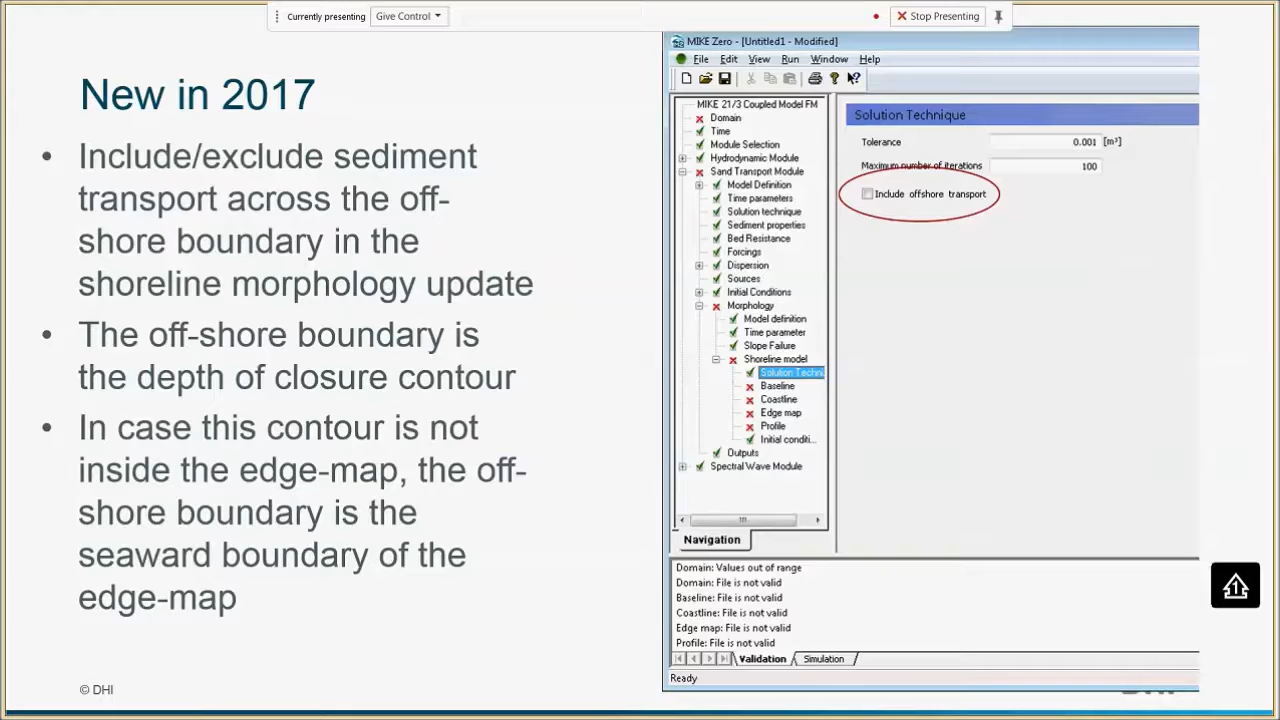 Currently presenting
Give Control
Stop Presenting
New in 2017
• Include/exclude sediment
transport across the off-
shore boundary in the
shoreline morphology update
• The off-shore boundary is
the depth of closure contour
• In case this contour is not
inside the edge-map, the off-
shore boundary is the
seaward boundary of the
edge-map
© DHI
MIKE Zero - [Untitled1 - Modified]
File Edit View Run Window Help
MIKE 21/3 Coupled Model FM
Domain
Time
Module Selection
Hydrodynamic Module
Sand Transport Module
Model Definition
Time parameters
Solution technique
Sediment properties
Bed Resistance
Forcings
Dispersion
Sources
Initial Conditions
Morphology
Model definition
Time parameter
Slope Failure
Shoreline model
Solution Techni
Baseline
Coastline
Edge map
Profile
Initial conditi...
Outputs
Spectral Wave Module
Navigation
Solution Technique
Tolerance 0.001 [m³]
Maximum number of iterations 100
Include offshore transport
Domain: Values out of range
Domain: File is not valid
Baseline: File is not valid
Coastline: File is not valid
Edge map: File is not valid
Profile: File is not valid
Validation Simulation
Ready
1